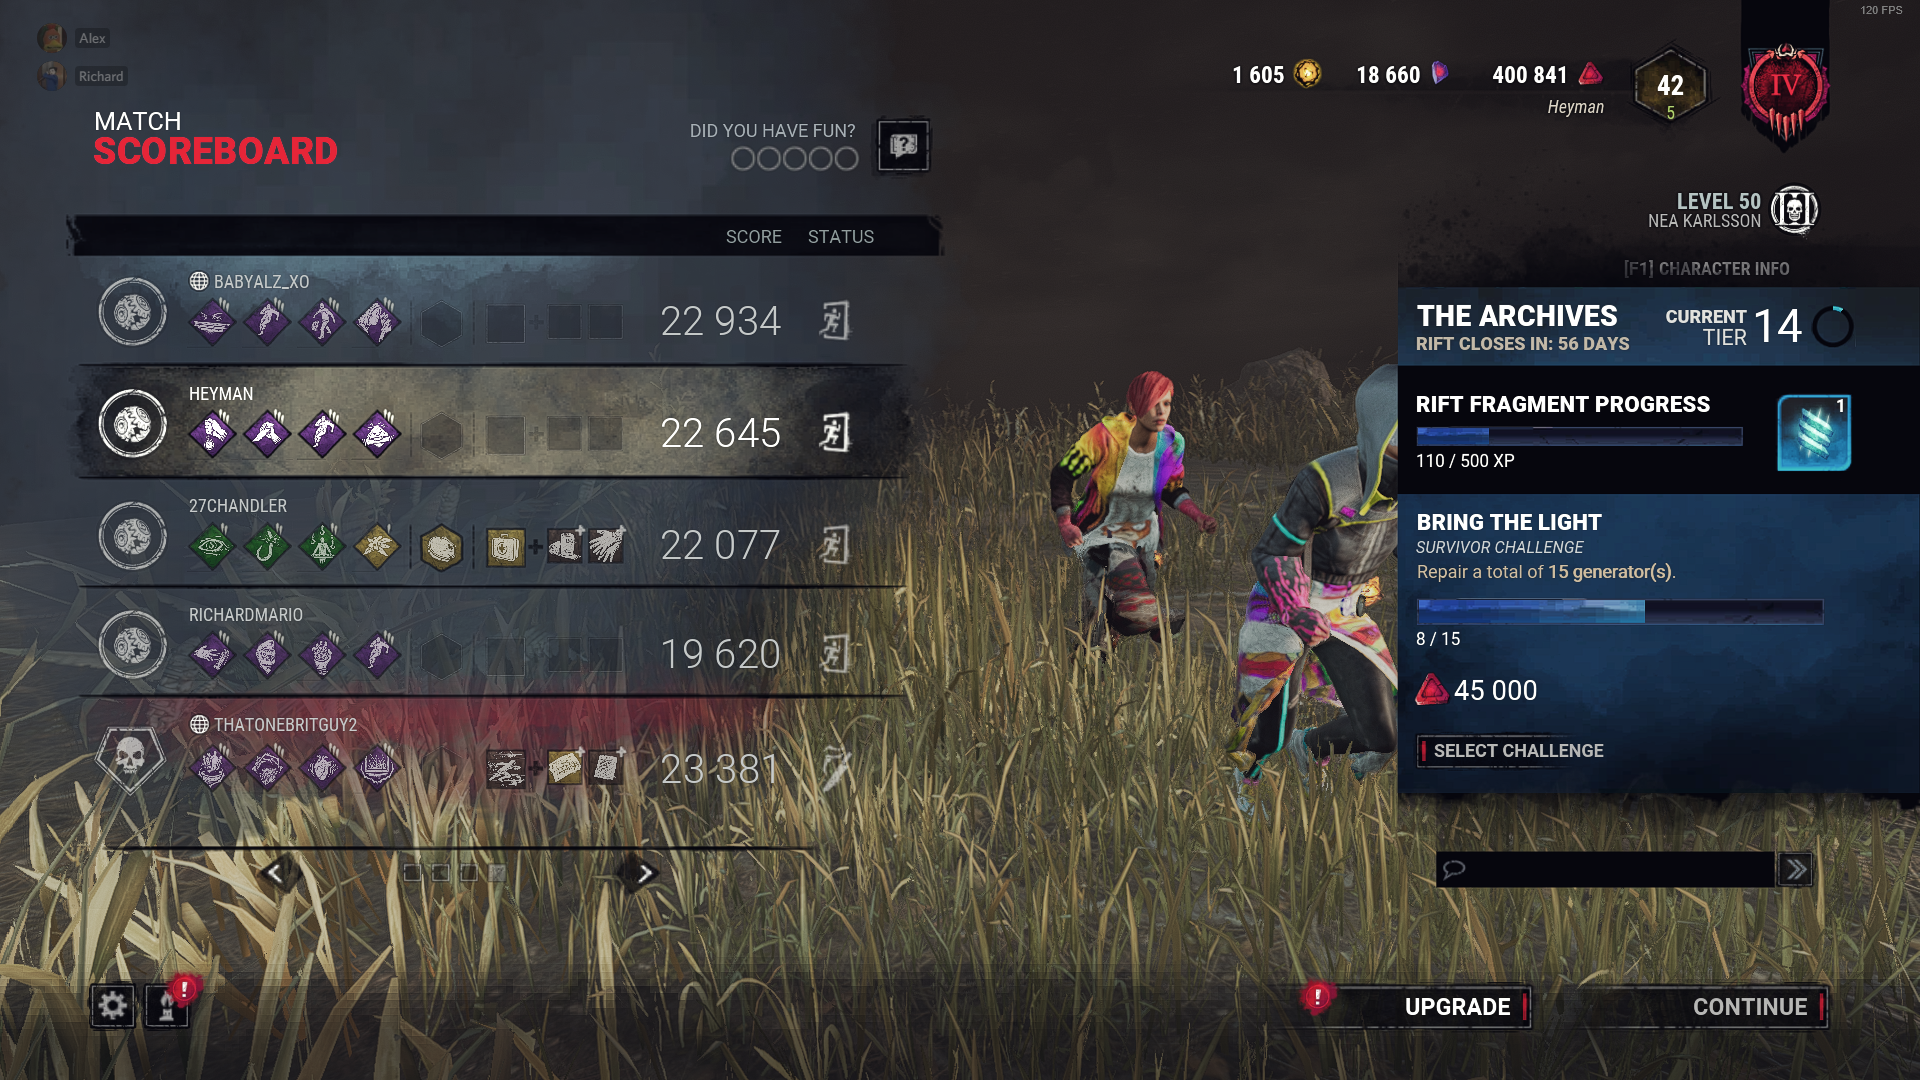 120 FPS
Alex
Richard
1 605
18 660
400 841
Heyman
42
5
IV
MATCH
SCOREBOARD
DID YOU HAVE FUN?
LEVEL 50
NEA KARLSSON
III
[F1] CHARACTER INFO
SCORE STATUS
BABYALZ_XO
22 934
HEYMAN
22 645
27CHANDLER
22 077
RICHARDMARIO
19 620
THATONEBRITGUY2
23 381
THE ARCHIVES
RIFT CLOSES IN: 56 DAYS
CURRENT
TIER
14
RIFT FRAGMENT PROGRESS
1
110 / 500 XP
BRING THE LIGHT
SURVIVOR CHALLENGE
Repair a total of 15 generator(s).
8 / 15
45 000
SELECT CHALLENGE
!
!
UPGRADE
CONTINUE